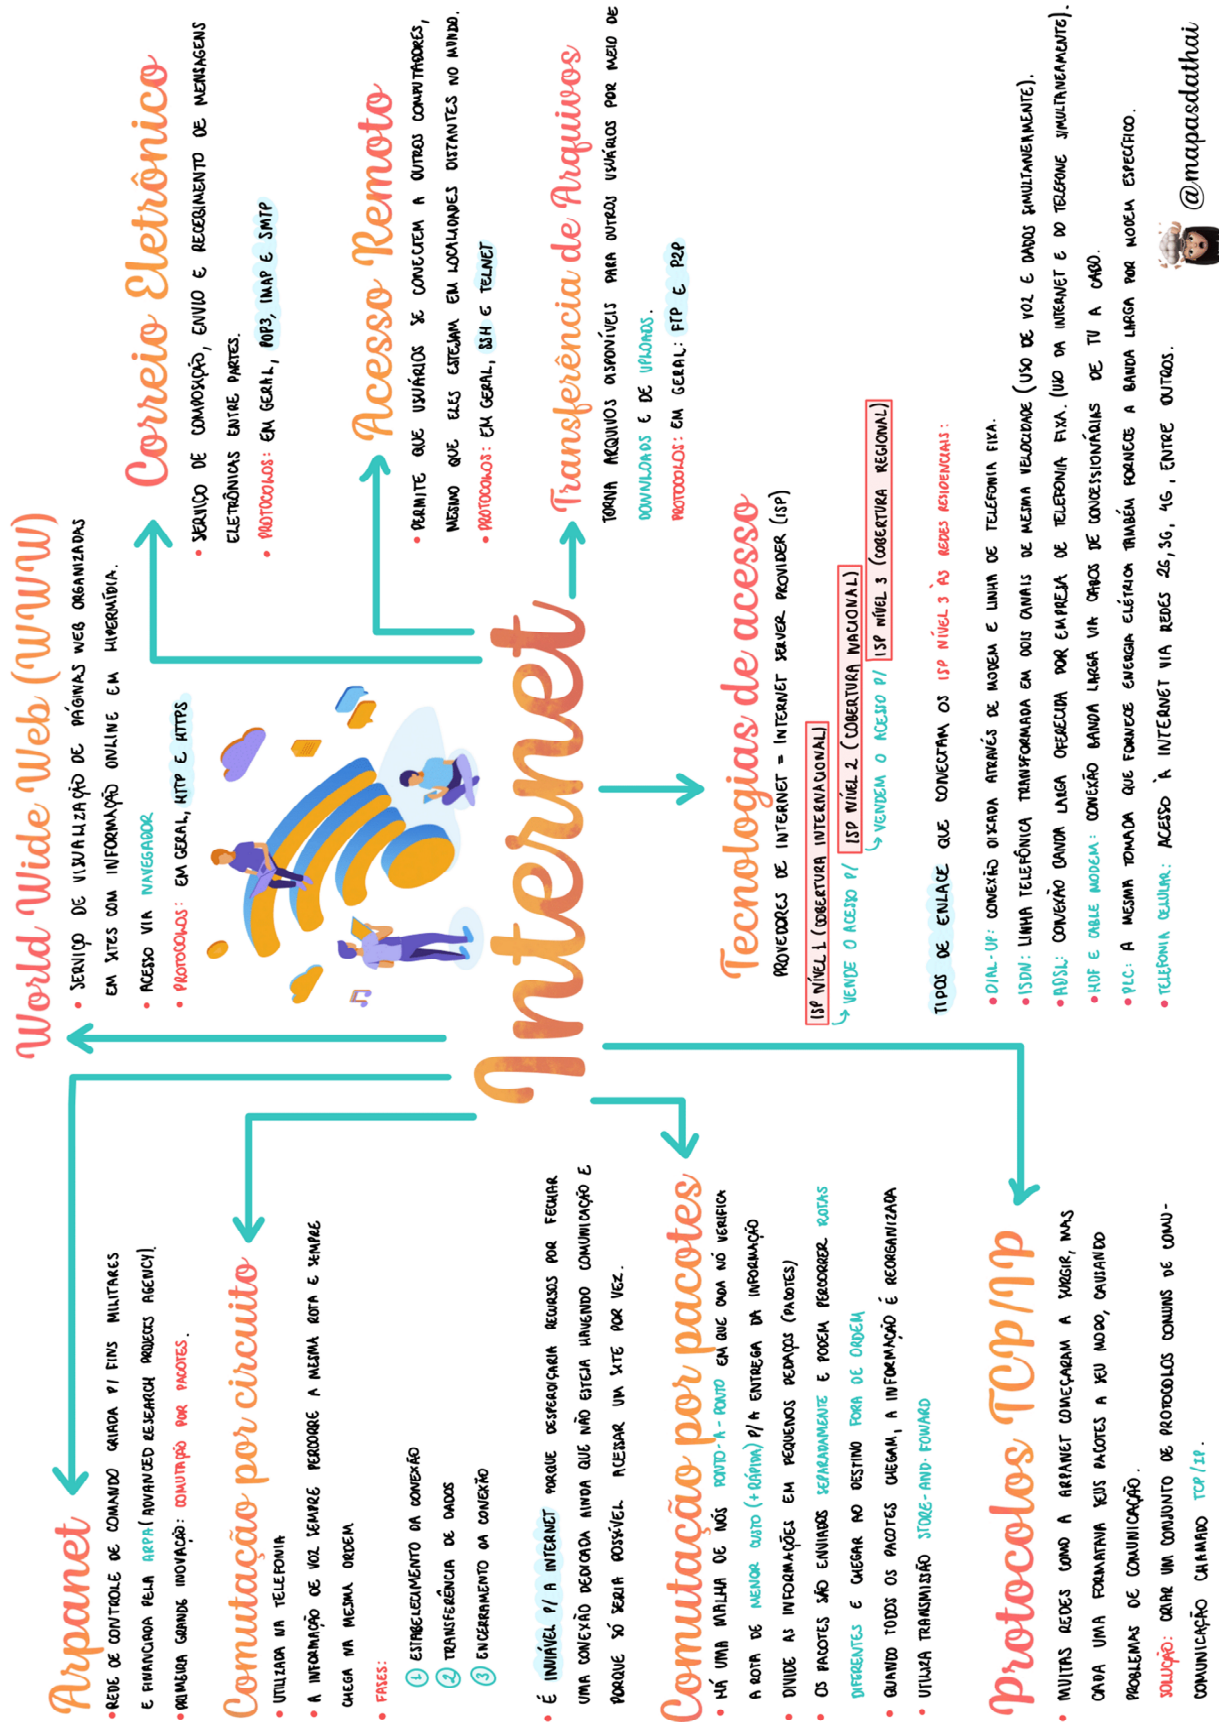 Arpanet
• REDE DE CONTROLE DE COMANDO CRIADA P/ FINS MILITARES
E FINANCIADA PELA ARPA (ADVANCED RESEARCH PROJECTS AGENCY).
• PRIMEIRA GRANDE INOVAÇÃO: COMUTAÇÃO POR PACOTES.
Comutação por circuito
• UTILIZADA NA TELEFONIA
• A INFORMAÇÃO DE VOZ SEMPRE PERCORRE A MESMA ROTA E SEMPRE
CHEGA NA MESMA ORDEM
• FASES:
1 ESTABELECIMENTO DA CONEXÃO
2 TRANSFERÊNCIA DE DADOS
3 ENCERRAMENTO DA CONEXÃO
• É INVIÁVEL P/ A INTERNET PORQUE DESPERDIÇARIA RECURSOS POR FECHAR
UMA CONEXÃO DEDICADA AINDA QUE NÃO ESTEJA HAVENDO COMUNICAÇÃO E
PORQUE SÓ SERIA POSSÍVEL ACESSAR UM SITE POR VEZ.
Comutação por pacotes
• HÁ UMA MALHA DE NÓS PONTO-A-PONTO EM QUE CADA NÓ VERIFICA
A ROTA DE MENOR CUSTO (+ RÁPIDA) P/ A ENTREGA DA INFORMAÇÃO
• DIVIDE AS INFORMAÇÕES EM PEQUENOS PEDAÇOS (PACOTES)
• OS PACOTES SÃO ENVIADOS SEPARADAMENTE E PODEM PERCORRER ROTAS
DIFERENTES E CHEGAR AO DESTINO FORA DE ORDEM
• QUANDO TODOS OS PACOTES CHEGAM, A INFORMAÇÃO É REORGANIZADA
• UTILIZA TRANSMISSÃO STORE-AND-FOWARD
Protocolos TCP/IP
• MUITAS REDES COMO A ARPANET COMEÇARAM A SURGIR, MAS
CADA UMA FORMATAVA SEUS PACOTES A SEU MODO, CAUSANDO
PROBLEMAS DE COMUNICAÇÃO.
SOLUÇÃO: CRIAR UM CONJUNTO DE PROTOCOLOS COMUNS DE COMU-
COMUNICAÇÃO CHAMADO TCP/IP.
Internet
World Wide Web (WWW)
• SERVIÇO DE VISUALIZAÇÃO DE PÁGINAS WEB ORGANIZADAS
EM SITES COM INFORMAÇÃO ONLINE EM HIPERMÍDIA.
• ACESSO VIA NAVEGADOR
• PROTOCOLOS: EM GERAL, HTTP E HTTPS
Correio Eletrônico
• SERVIÇO DE COMPOSIÇÃO, ENVIO E RECEBIMENTO DE MENSAGENS
ELETRÔNICAS ENTRE PARTES.
• PROTOCOLOS: EM GERAL, POP3, IMAP E SMTP
Acesso Remoto
• PERMITE QUE USUÁRIOS SE CONECTEM A OUTROS COMPUTADORES,
MESMO QUE ELES ESTEJAM EM LOCALIDADES DISTANTES NO MUNDO.
• PROTOCOLOS: EM GERAL, SSH E TELNET
Transferência de Arquivos
TORNA ARQUIVOS DISPONÍVEIS PARA OUTROS USUÁRIOS POR MEIO DE
DOWNLOADS E DE UPLOADS.
PROTOCOLOS: EM GERAL: FTP E P2P
Tecnologias de acesso
PROVEDORES DE INTERNET = INTERNET SERVER PROVIDER (ISP)
ISP NÍVEL 1 (COBERTURA INTERNACIONAL)
VENDE O ACESSO P/ ISP NÍVEL 2 (COBERTURA NACIONAL)
VENDEM O ACESSO P/ ISP NÍVEL 3 (COBERTURA REGIONAL)
TIPOS DE ENLACE QUE CONECTAM OS ISP NÍVEL 3 ÀS REDES RESIDENCIAIS:
• DIAL-UP: CONEXÃO DISCADA ATRAVÉS DE MODEM E LINHA DE TELEFONIA FIXA.
• ISDN: LINHA TELEFÔNICA TRANSFORMADA EM DOIS CANAIS DE MESMA VELOCIDADE (USO DE VOZ E DADOS SIMULTANEAMENTE).
• ADSL: CONEXÃO BANDA LARGA OFERECIDA POR EMPRESA DE TELEFONIA FIXA. (USO DA INTERNET E DO TELEFONE SIMULTANEAMENTE).
• HDF E CABLE MODEM: CONEXÃO BANDA LARGA VIA CABOS DE CONCESSIONÁRIAS DE TV A CABO.
• PLC: A MESMA TOMADA QUE FORNECE ENERGIA ELÉTRICA TAMBÉM FORNECE A BANDA LARGA POR MODEM ESPECÍFICO.
• TELEFONIA CELULAR: ACESSO À INTERNET VIA REDES 2G, 3G, 4G, ENTRE OUTROS.
@mapasdathai